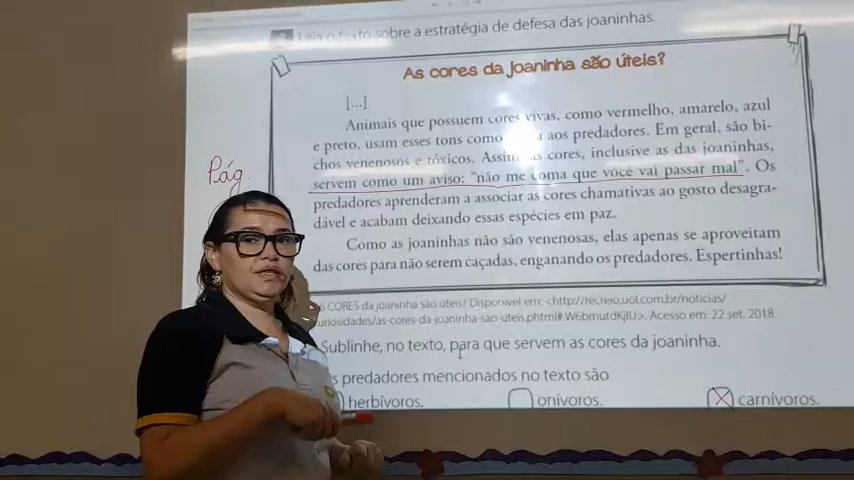 Leia o texto sobre a estratégia de defesa das joaninhas.
As cores da joaninha são úteis?
[...]
Animais que possuem cores vivas, como vermelho, amarelo, azul
e preto, usam esses tons como a aos predadores. Em geral, são bi-
chos venenosos e tóxicos. Assim, as cores, inclusive as das joaninhas,
servem como um aviso: "não me coma que você vai passar mal". Os
Pág.
predadores aprenderam a associar as cores chamativas ao gosto desagra-
dável e acabam deixando essas espécies em paz.
Como as joaninhas não são venenosas, elas apenas se aproveitam
das cores para não serem caçadas, enganando os predadores. Espertinhas!
CORES da joaninha são úteis? Disponível em: <http://recreio.uol.com.br/noticias/
curiosidades/as-cores-da-joaninha-sao-uteis.phtml#.W6bmutdKjIU>. Acesso em: 22 set. 2018.
Sublinhe, no texto, para que servem as cores da joaninha.
predadores mencionados no texto são
herbívoros. onívoros. carnívoros.